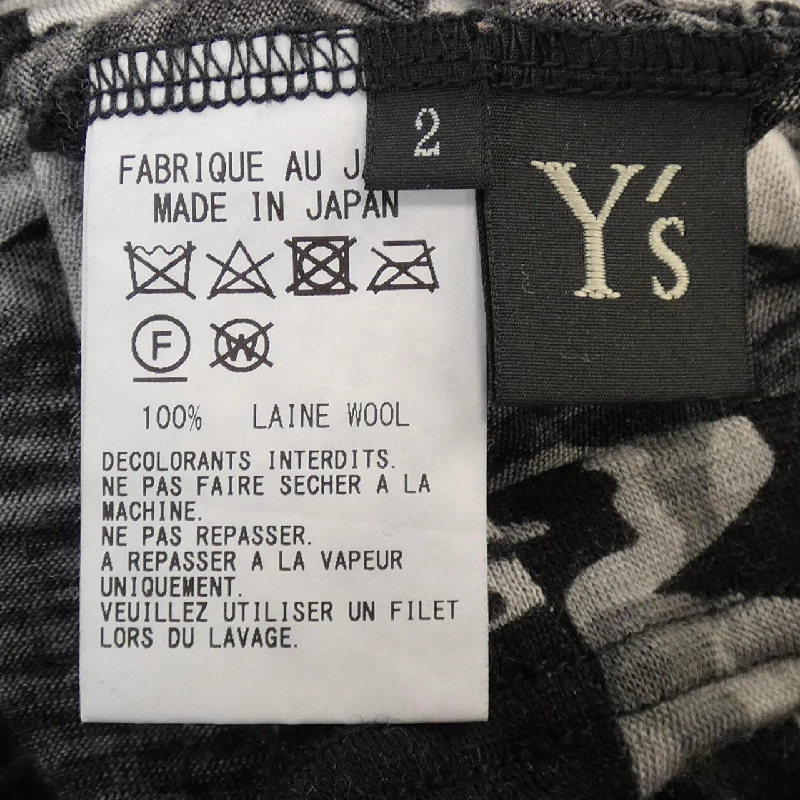 2
Y's
FABRIQUE AU
MADE IN JAPAN
F
W
100% LAINE WOOL
DECOLORANTS INTERDITS.
NE PAS FAIRE SECHER A LA
MACHINE.
NE PAS REPASSER.
A REPASSER A LA VAPEUR
UNIQUEMENT.
VEUILLEZ UTILISER UN FILET
LORS DU LAVAGE.